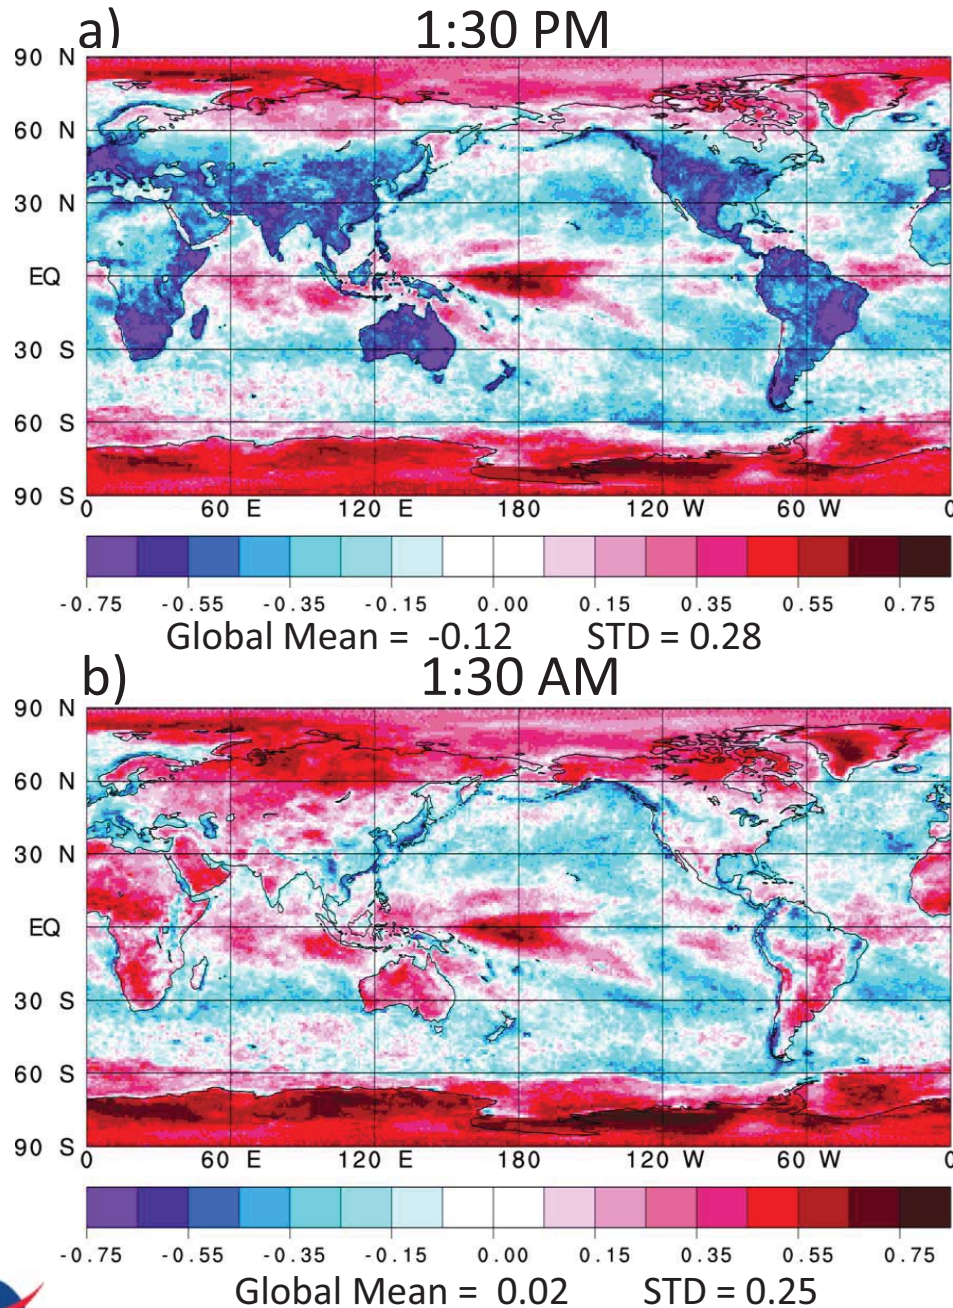 a) 1:30 PM
90 N
60 N
30 N
EQ
30 S
60 S
90 S
0 60 E 120 E 180 120 W 60 W 0
-0.75 -0.55 -0.35 -0.15 0.00 0.15 0.35 0.55 0.75
Global Mean = -0.12 STD = 0.28
b) 1:30 AM
90 N
60 N
30 N
EQ
30 S
60 S
90 S
0 60 E 120 E 180 120 W 60 W 0
-0.75 -0.55 -0.35 -0.15 0.00 0.15 0.35 0.55 0.75
Global Mean = 0.02 STD = 0.25